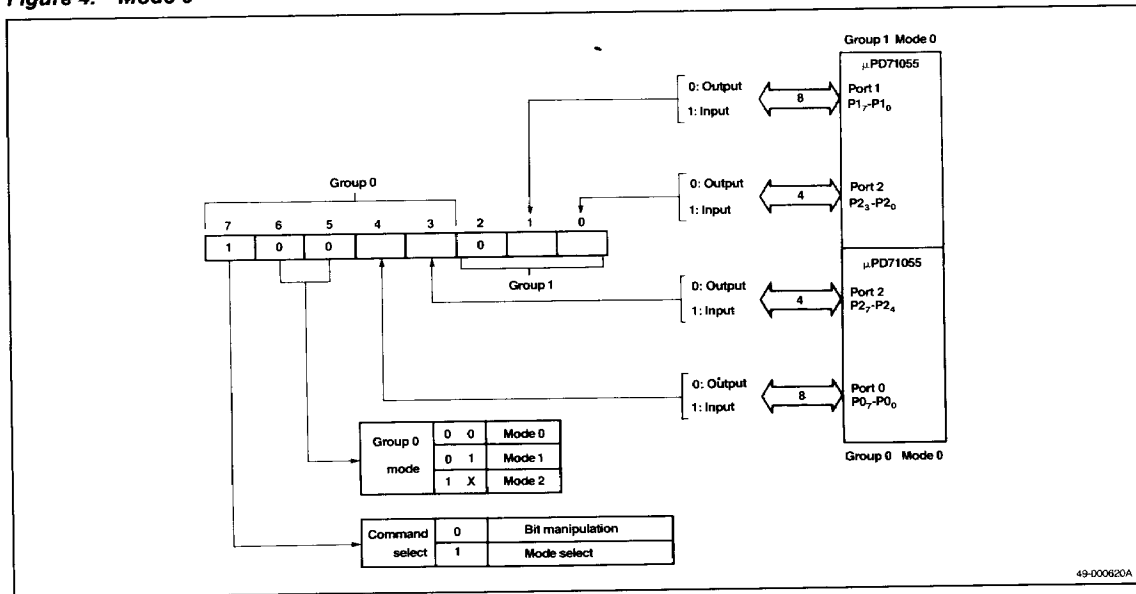 Figure 4. Mode 0
Group 1 Mode 0
μPD71055
0: Output
1: Input
8
Port 1
P1₇-P1₀
0: Output
1: Input
4
Port 2
P2₃-P2₀
Group 0
7 6 5 4 3 2 1 0
1 0 0 0
Group 1
μPD71055
0: Output
1: Input
4
Port 2
P2₇-P2₄
0: Output
1: Input
8
Port 0
P0₇-P0₀
Group 0 Mode 0
Group 0 mode
0 0 Mode 0
0 1 Mode 1
1 X Mode 2
Command select
0 Bit manipulation
1 Mode select
49-000620A